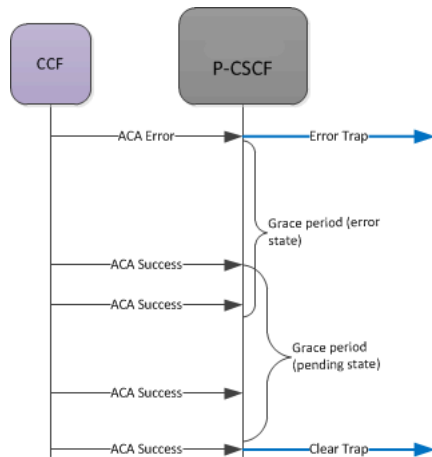 CCF
P-CSCF
ACA Error
Error Trap
Grace period (error
state)
ACA Success
ACA Success
Grace period
(pending state)
ACA Success
ACA Success
Clear Trap